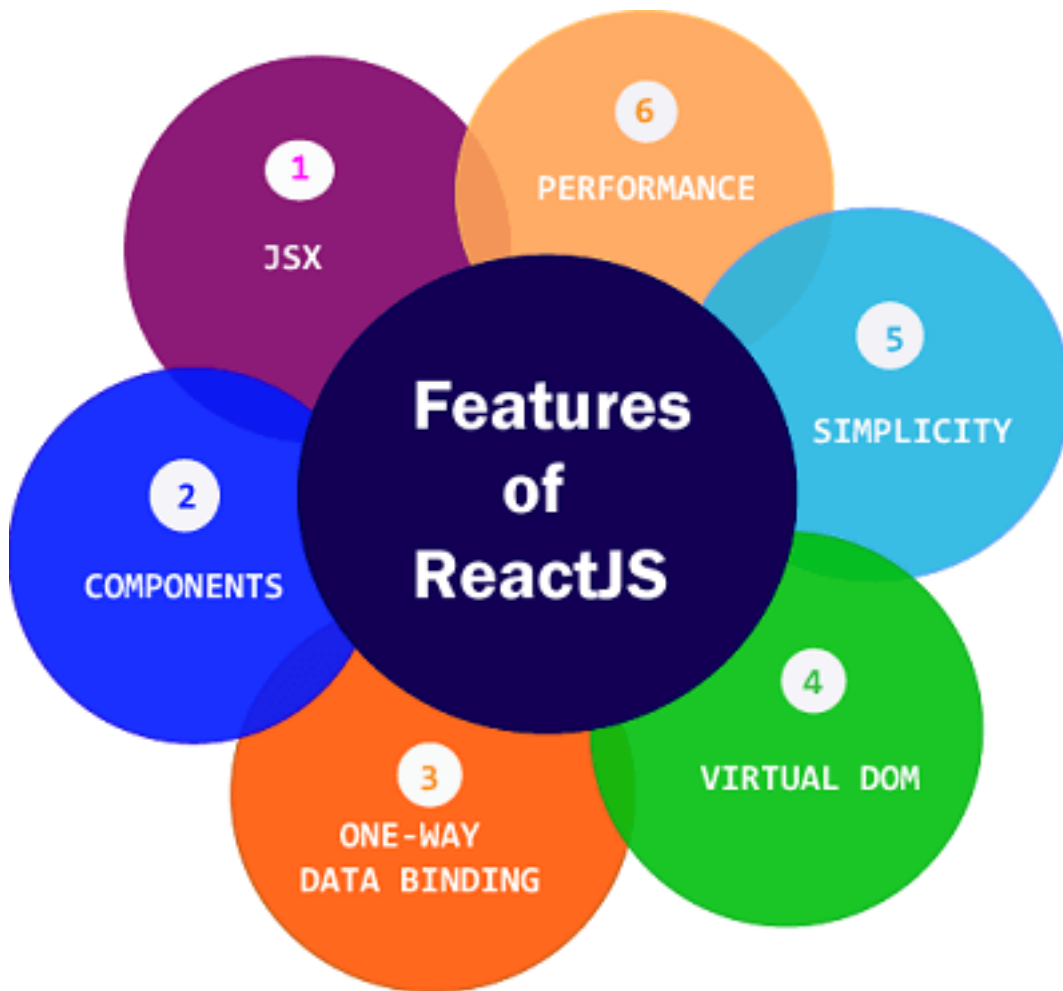 Features
of
ReactJS
1
JSX
2
COMPONENTS
3
ONE-WAY
DATA BINDING
4
VIRTUAL DOM
5
SIMPLICITY
6
PERFORMANCE